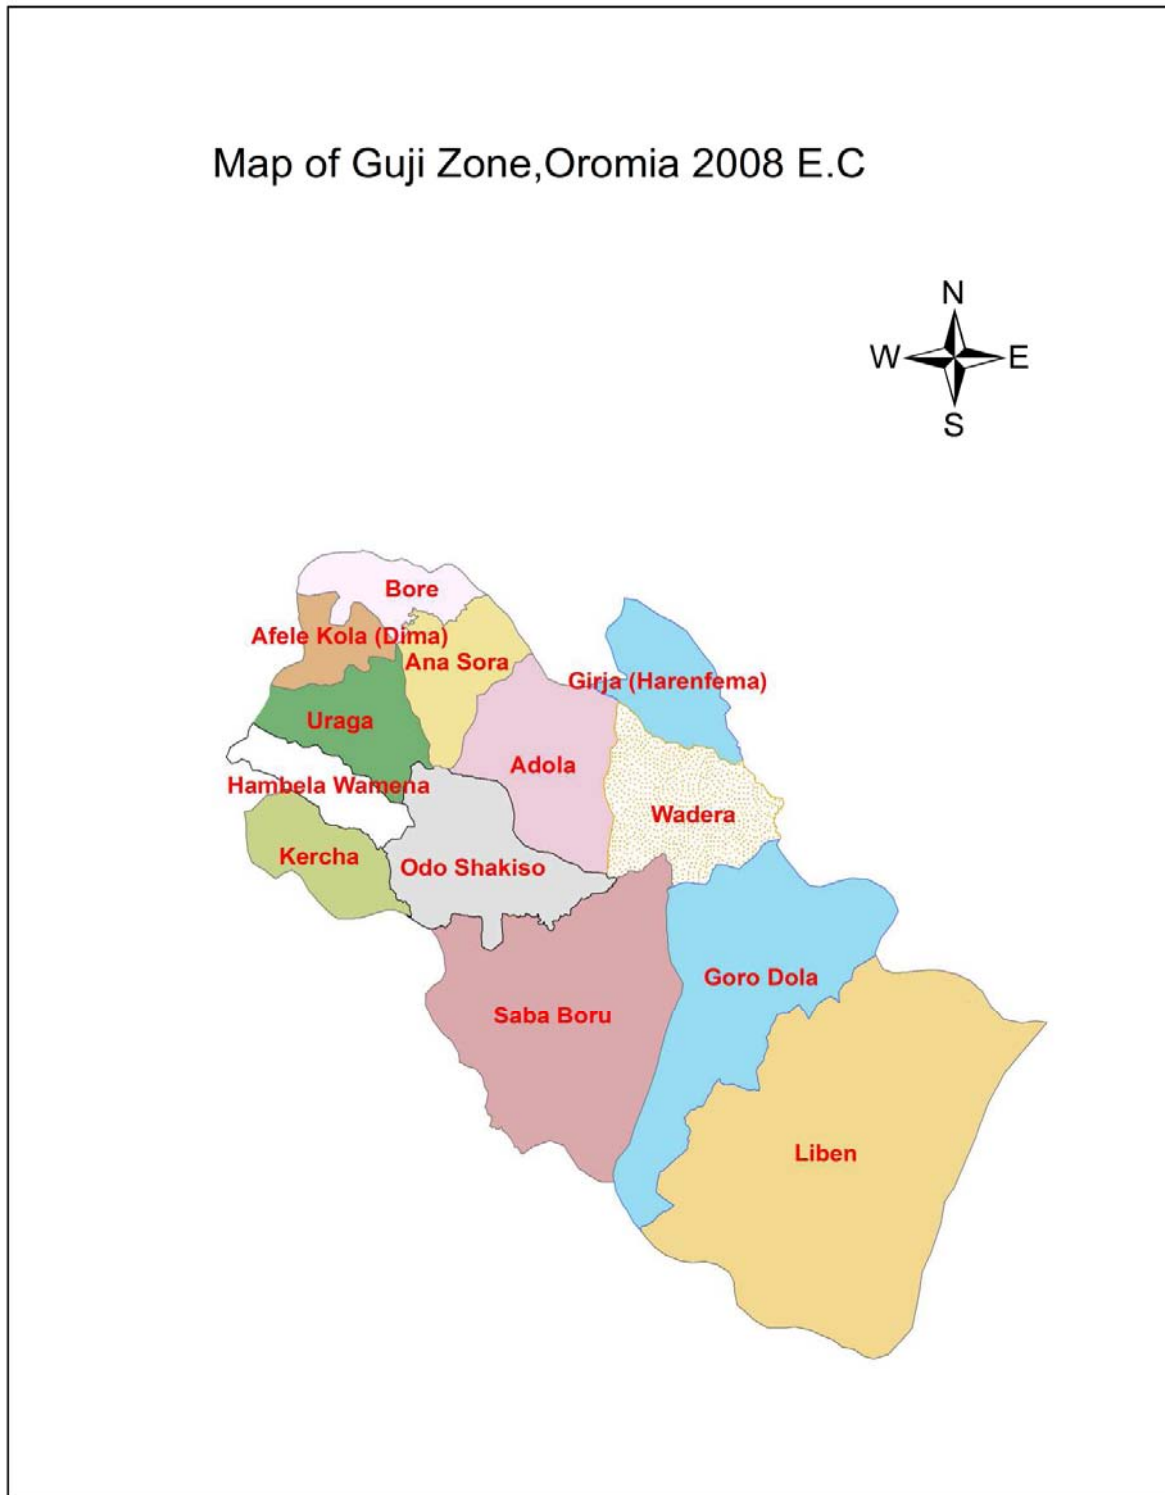 Map of Guji Zone,Oromia 2008 E.C
N
W E
S
Bore
Afele Kola (Dima)
Ana Sora
Girja (Harenfema)
Uraga
Adola
Hambela Wamena
Wadera
Kercha
Odo Shakiso
Goro Dola
Saba Boru
Liben